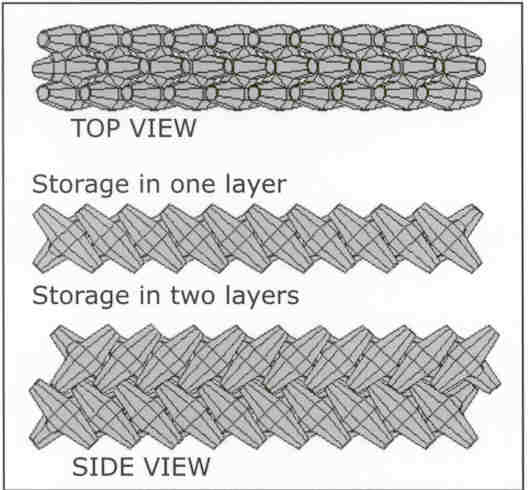 TOP VIEW
Storage in one layer
Storage in two layers
SIDE VIEW